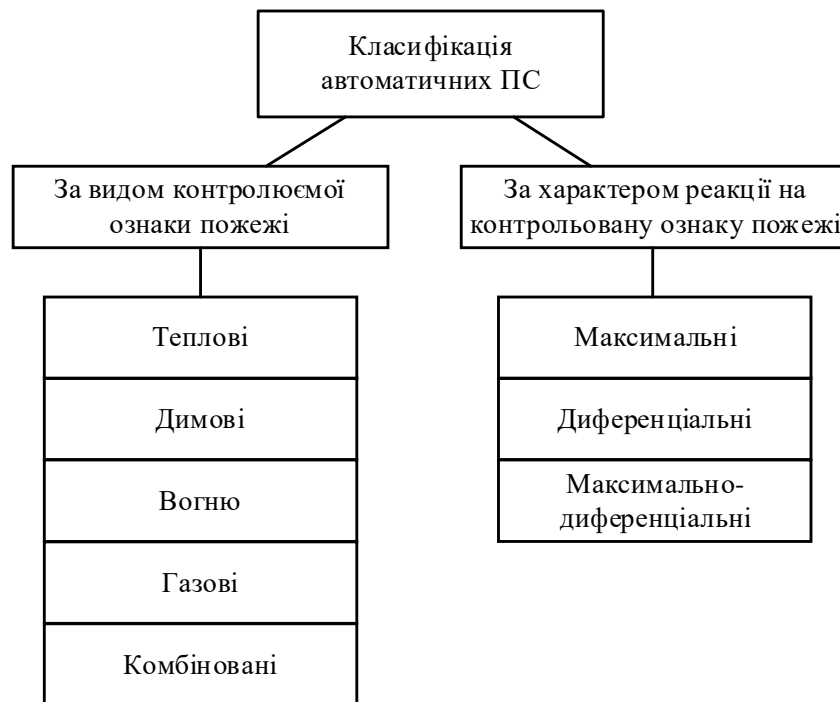 Класифікація
автоматичних ПС
За видом контролюємої
ознаки пожежі
За характером реакції на
контрольовану ознаку пожежі
Теплові
Димові
Вогню
Газові
Комбіновані
Максимальні
Диференціальні
Максимально-
диференціальні